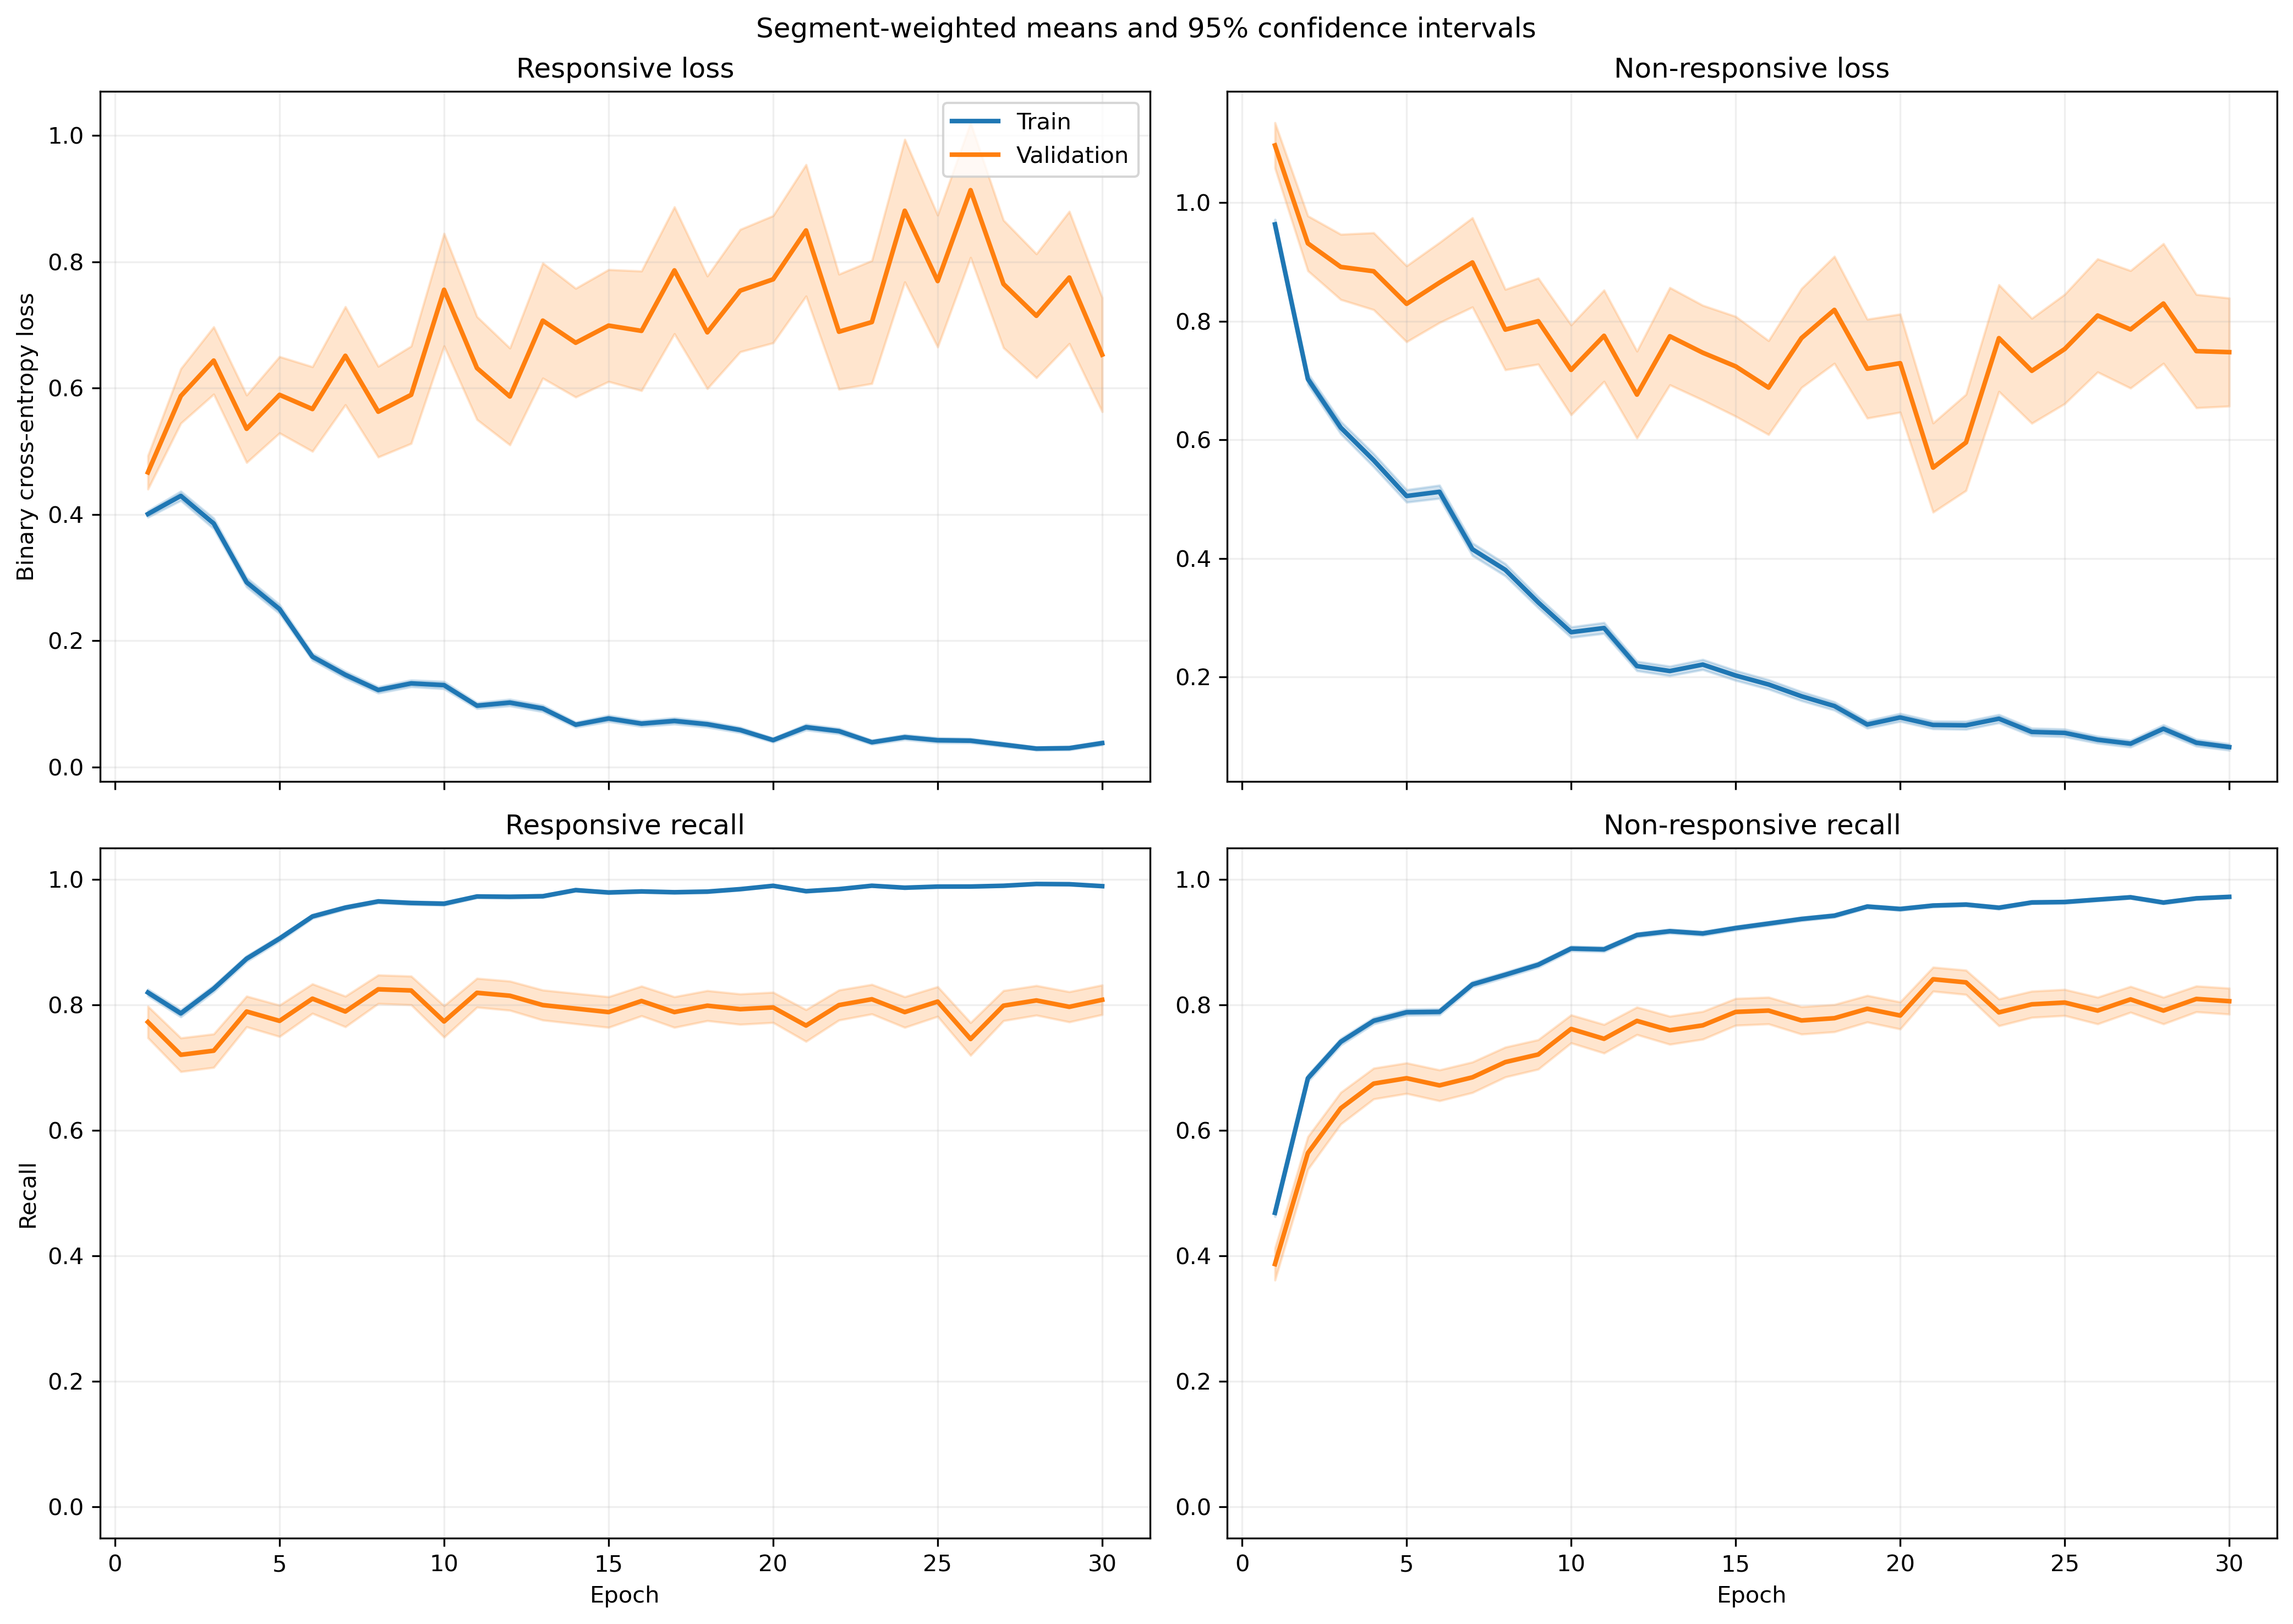 Segment-weighted means and 95% confidence intervals
Responsive loss
Non-responsive loss
Binary cross-entropy loss
1.0
0.8
0.6
0.4
0.2
0.0
Train
Validation
1.0
0.8
0.6
0.4
0.2
Responsive recall
Non-responsive recall
Recall
1.0
0.8
0.6
0.4
0.2
0.0
0 5 10 15 20 25 30
Epoch
1.0
0.8
0.6
0.4
0.2
0.0
0 5 10 15 20 25 30
Epoch